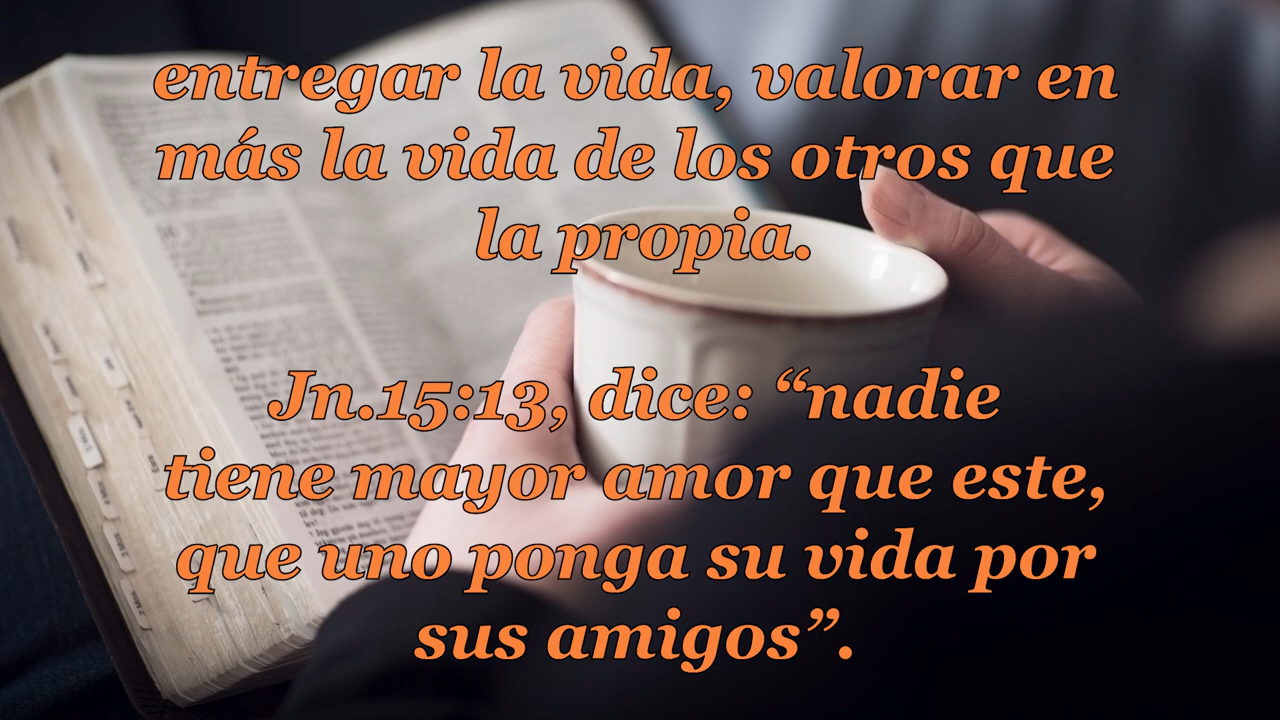 entregar la vida, valorar en
más la vida de los otros que
la propia.
Jn.15:13, dice: “nadie
tiene mayor amor que este,
que uno ponga su vida por
sus amigos”.